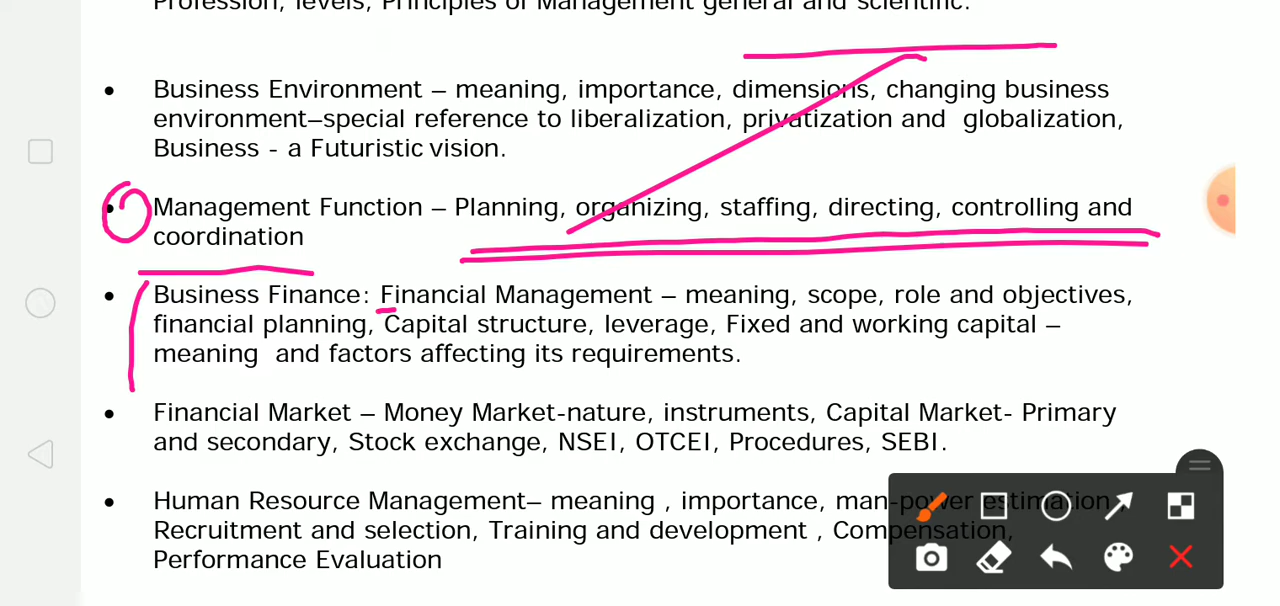 Profession, levels, Principles of Management general and scientific.
• Business Environment – meaning, importance, dimensions, changing business
environment–special reference to liberalization, privatization and globalization,
Business - a Futuristic vision.
• Management Function – Planning, organizing, staffing, directing, controlling and
coordination
• Business Finance: Financial Management – meaning, scope, role and objectives,
financial planning, Capital structure, leverage, Fixed and working capital –
meaning and factors affecting its requirements.
• Financial Market – Money Market-nature, instruments, Capital Market- Primary
and secondary, Stock exchange, NSEI, OTCEI, Procedures, SEBI.
• Human Resource Management– meaning , importance, man-power estimation ,
Recruitment and selection, Training and development , Compensation,
Performance Evaluation